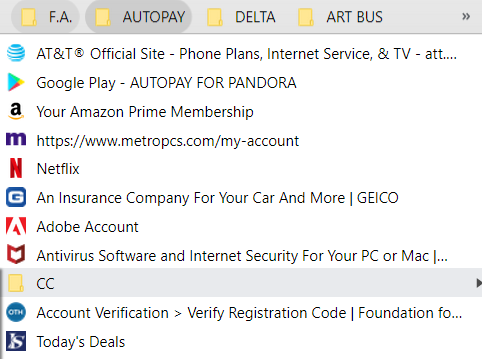 F.A. AUTOPAY DELTA ART BUS »
AT&T® Official Site - Phone Plans, Internet Service, & TV - att....
Google Play - AUTOPAY FOR PANDORA
Your Amazon Prime Membership
https://www.metropcs.com/my-account
Netflix
An Insurance Company For Your Car And More | GEICO
Adobe Account
Antivirus Software and Internet Security For Your PC or Mac |...
CC
OTH Account Verification > Verify Registration Code | Foundation fo...
Today's Deals